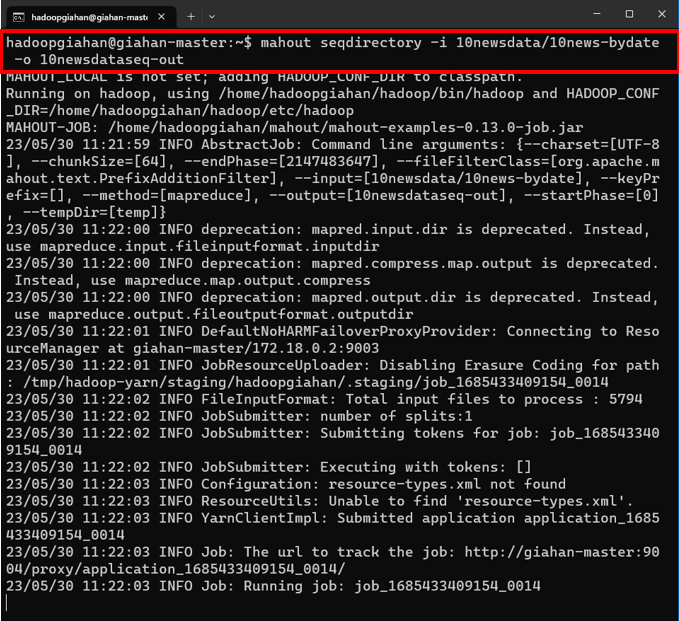 hadoopgiahan@giahan-mast
hadoopgiahan@giahan-master:~$ mahout seqdirectory -i 10newsdata/10news-bydate
-o 10newsdataseq-out
MAHOUT_LOCAL is not set; adding HADOOP_CONF_DIR to classpath.
Running on hadoop, using /home/hadoopgiahan/hadoop/bin/hadoop and HADOOP_CONF
_DIR=/home/hadoopgiahan/hadoop/etc/hadoop
MAHOUT-JOB: /home/hadoopgiahan/mahout/mahout-examples-0.13.0-job.jar
23/05/30 11:21:59 INFO AbstractJob: Command line arguments: {--charset=[UTF-8
], --chunkSize=[64], --endPhase=[2147483647], --fileFilterClass=[org.apache.m
ahout.text.PrefixAdditionFilter], --input=[10newsdata/10news-bydate], --keyPr
efix=[], --method=[mapreduce], --output=[10newsdataseq-out], --startPhase=[0]
, --tempDir=[temp]}
23/05/30 11:22:00 INFO deprecation: mapred.input.dir is deprecated. Instead,
use mapreduce.input.fileinputformat.inputdir
23/05/30 11:22:00 INFO deprecation: mapred.compress.map.output is deprecated.
Instead, use mapreduce.map.output.compress
23/05/30 11:22:00 INFO deprecation: mapred.output.dir is deprecated. Instead,
use mapreduce.output.fileoutputformat.outputdir
23/05/30 11:22:01 INFO DefaultNoHARMFailoverProxyProvider: Connecting to Reso
urceManager at giahan-master/172.18.0.2:9003
23/05/30 11:22:01 INFO JobResourceUploader: Disabling Erasure Coding for path
: /tmp/hadoop-yarn/staging/hadoopgiahan/.staging/job_1685433409154_0014
23/05/30 11:22:02 INFO FileInputFormat: Total input files to process : 5794
23/05/30 11:22:02 INFO JobSubmitter: number of splits:1
23/05/30 11:22:02 INFO JobSubmitter: Submitting tokens for job: job_168543340
9154_0014
23/05/30 11:22:02 INFO JobSubmitter: Executing with tokens: []
23/05/30 11:22:03 INFO Configuration: resource-types.xml not found
23/05/30 11:22:03 INFO ResourceUtils: Unable to find 'resource-types.xml'.
23/05/30 11:22:03 INFO YarnClientImpl: Submitted application application_1685
433409154_0014
23/05/30 11:22:03 INFO Job: The url to track the job: http://giahan-master:90
04/proxy/application_1685433409154_0014/
23/05/30 11:22:03 INFO Job: Running job: job_1685433409154_0014